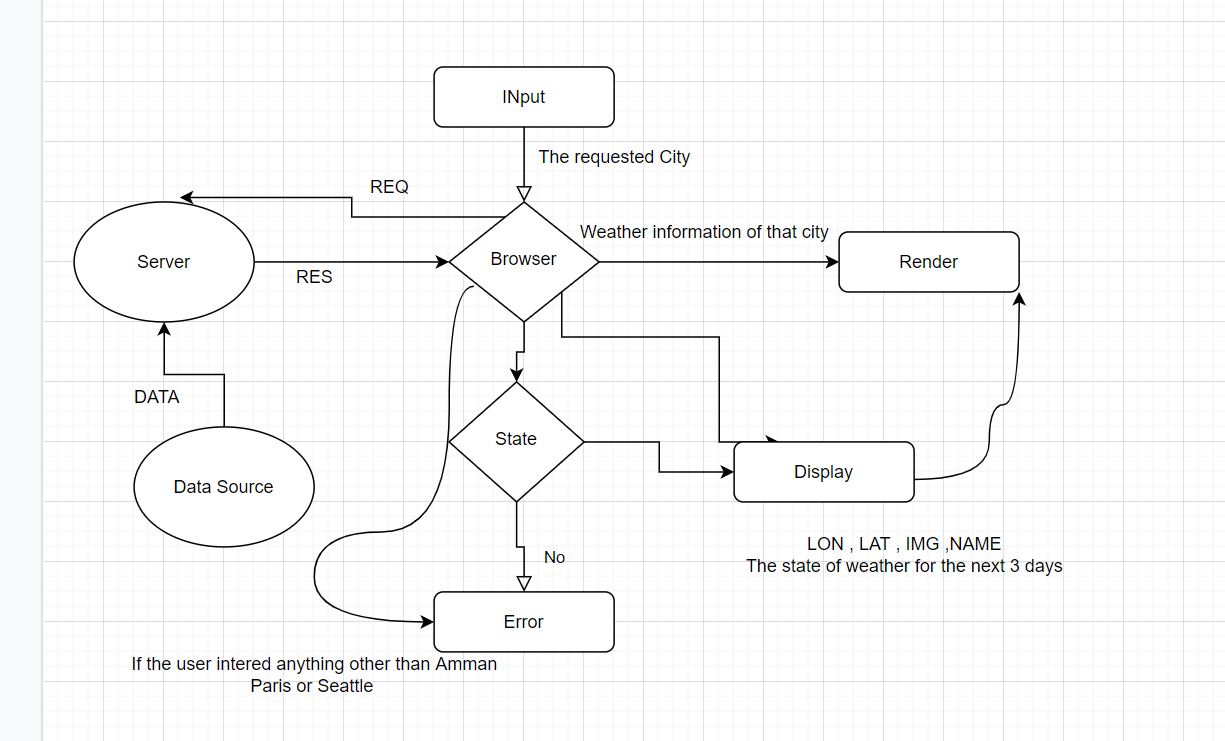 INput
The requested City
REQ
Weather information of that city
Server
Browser
Render
RES
DATA
State
Display
Data Source
LON , LAT , IMG ,NAME
The state of weather for the next 3 days
No
Error
If the user intered anything other than Amman
Paris or Seattle